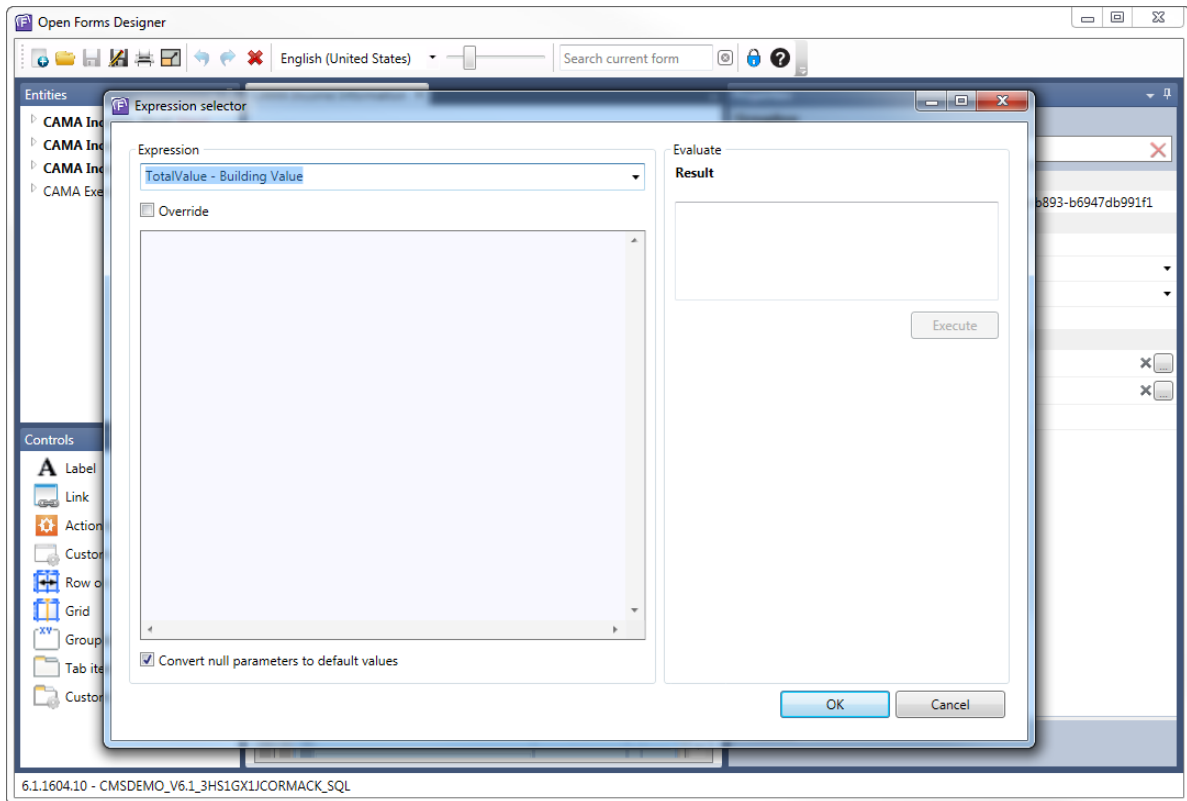 Open Forms Designer
English (United States)
Search current form
Entities
CAMA Inc
CAMA Inc
CAMA Inc
CAMA Exe
b893-b6947db991f1
Controls
Label
Link
Action
Custor
Row o
Grid
Group
Tab ite
Custor
Expression selector
Expression
TotalValue - Building Value
Override
Convert null parameters to default values
Evaluate
Result
Execute
OK
Cancel
6.1.1604.10 - CMSDEMO_V6.1_3HS1GX1JCORMACK_SQL